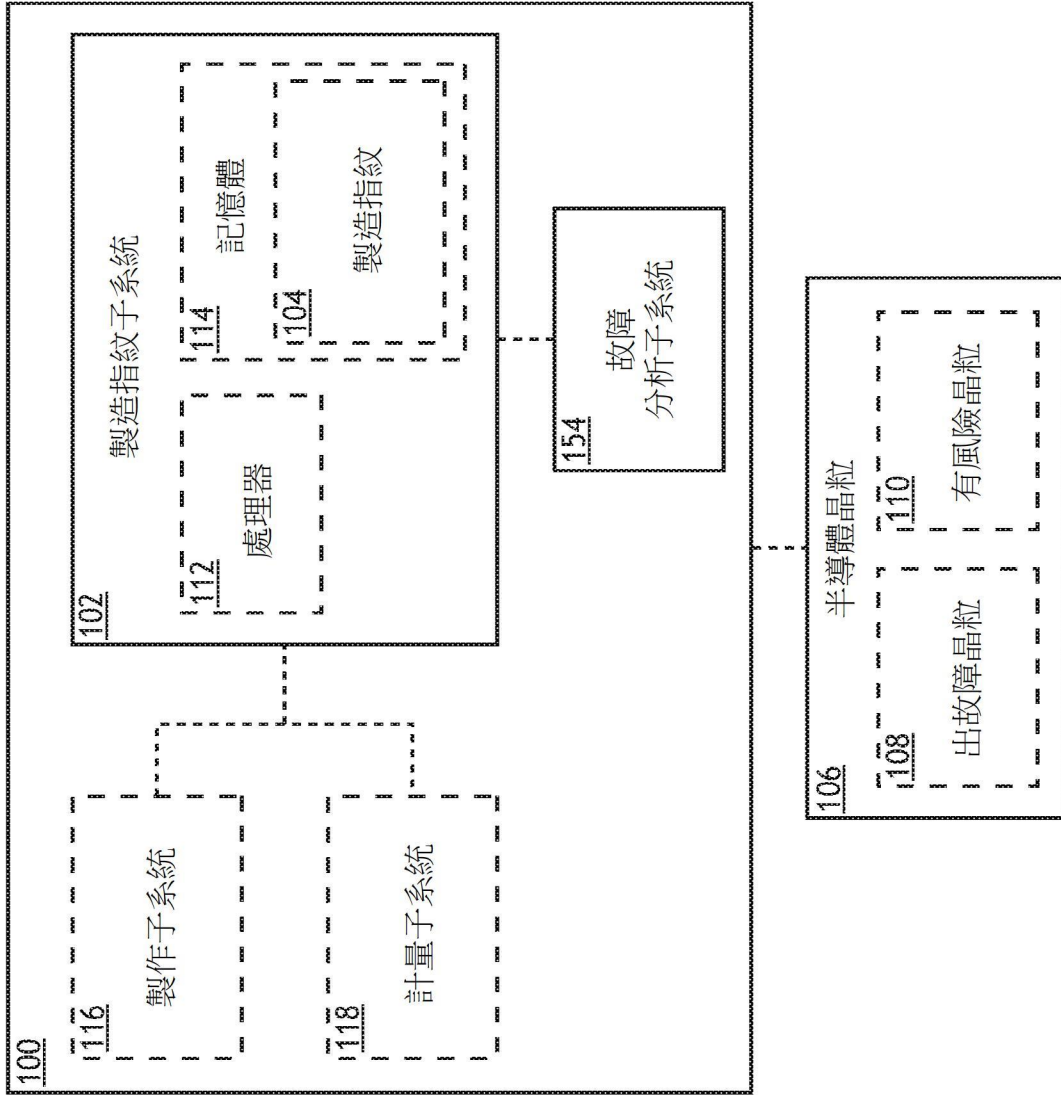 100
116
製作子系統
118
計量子系統
102
製造指紋子系統
112
處理器
114
記憶體
104
製造指紋
154
故障
分析子系統
106
半導體晶粒
108
出故障晶粒
110
有風險晶粒